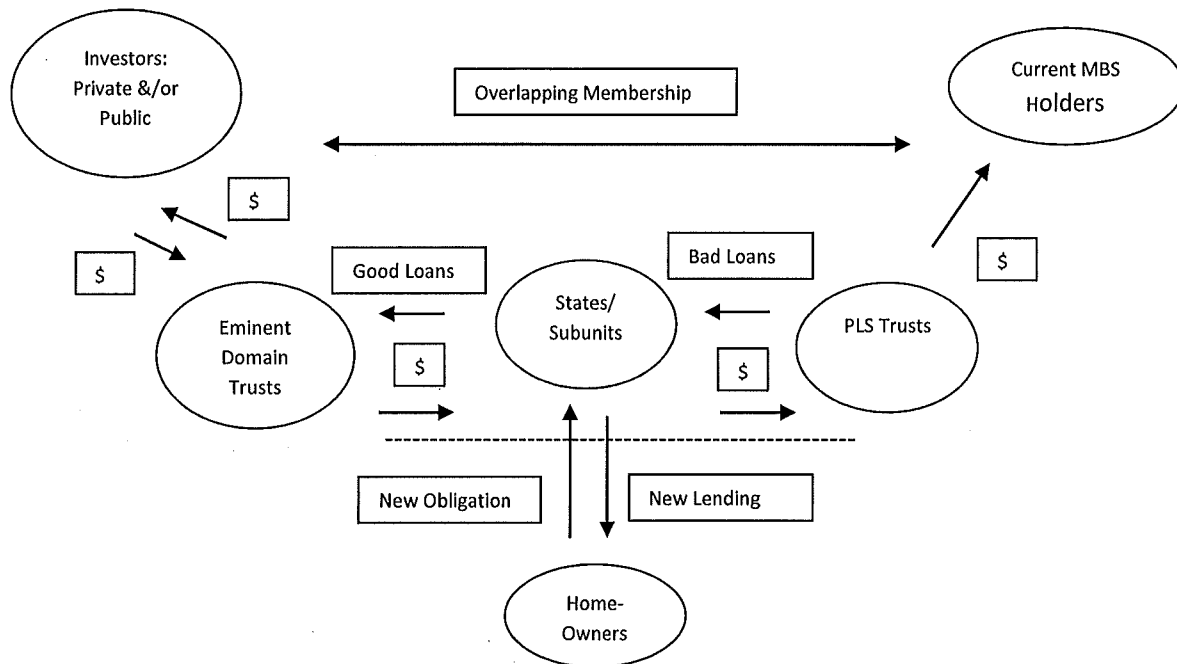 Investors:
Private &/or
Public
Overlapping Membership
Current MBS
Holders
$
$
$
Good Loans
Bad Loans
States/
Subunits
Eminent
Domain
Trusts
PLS Trusts
$
$
New Obligation
New Lending
Home-
Owners